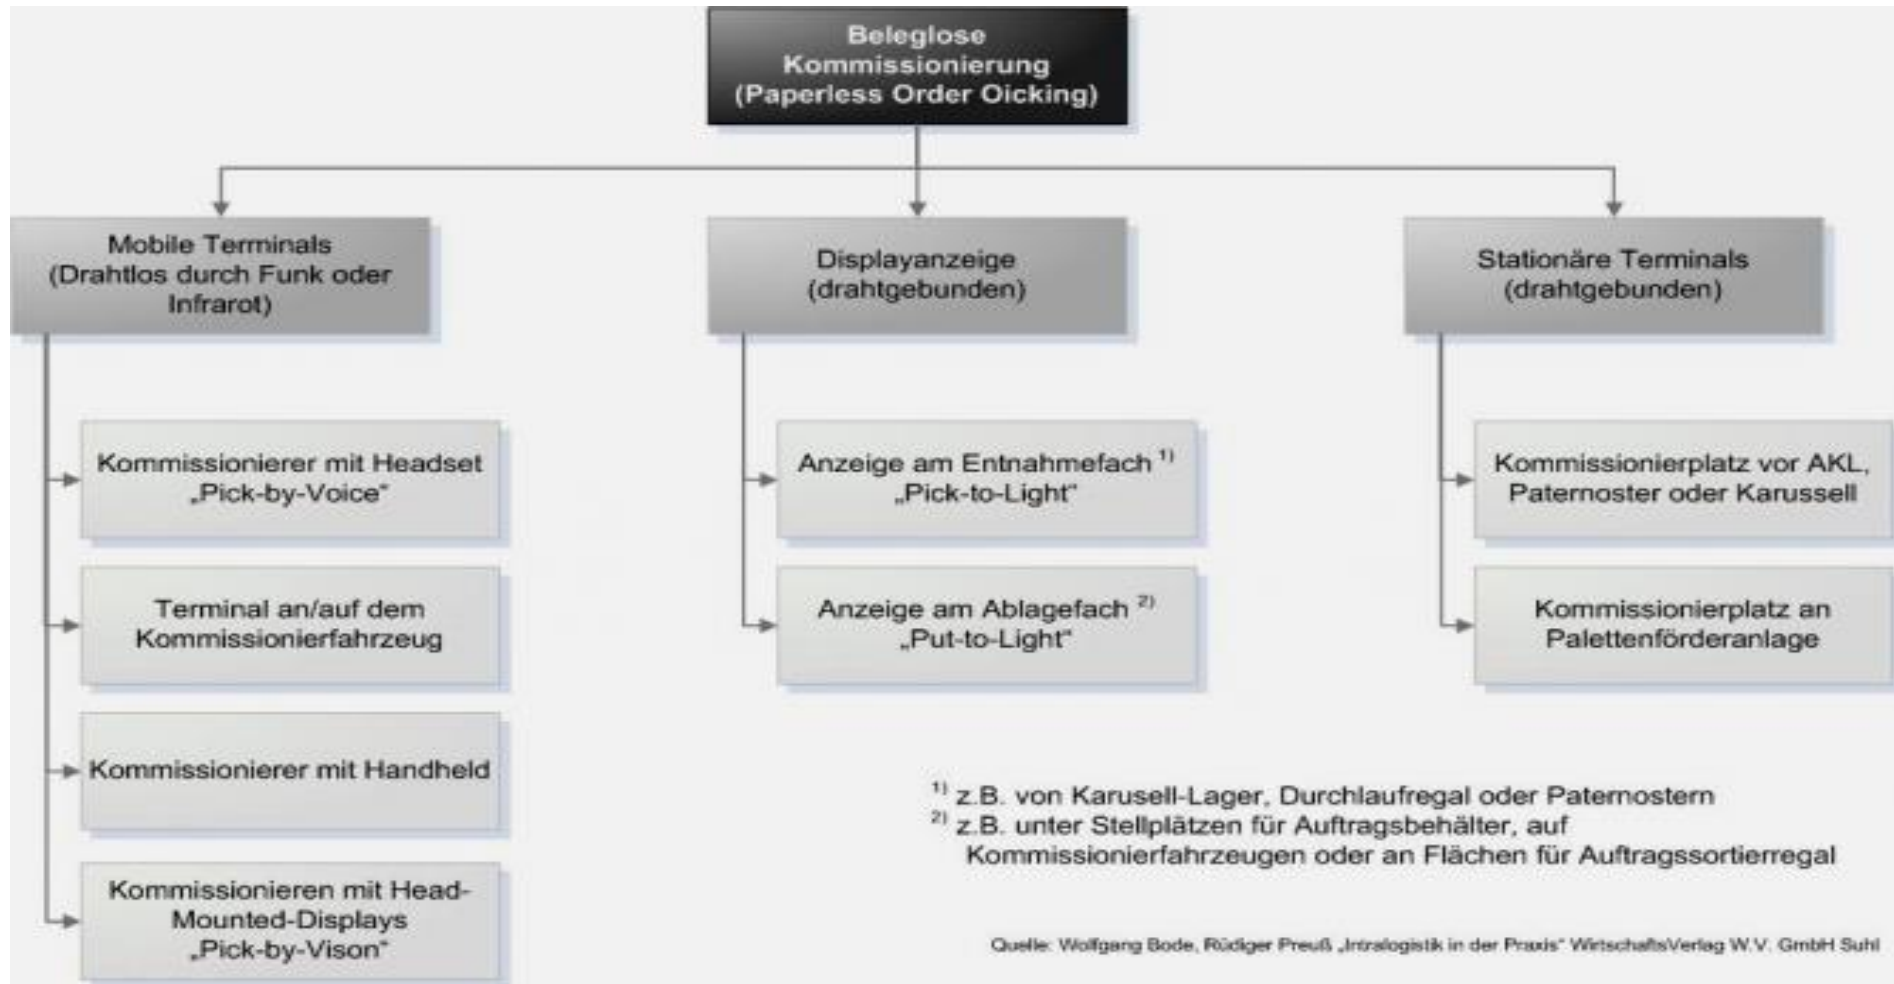 Beleglose
Kommissionierung
(Paperless Order Oicking)
Mobile Terminals
(Drahtlos durch Funk oder
Infrarot)
Displayanzeige
(drahtgebunden)
Stationäre Terminals
(drahtgebunden)
Kommissionierer mit Headset
„Pick-by-Voice“
Anzeige am Entnahmefach ¹⁾
„Pick-to-Light“
Kommissionierplatz vor AKL,
Paternoster oder Karussell
Terminal an/auf dem
Kommissionierfahrzeug
Anzeige am Ablagefach ²⁾
„Put-to-Light“
Kommissionierplatz an
Palettenförderanlage
Kommissionierer mit Handheld
Kommissionieren mit Head-
Mounted-Displays
„Pick-by-Vison“
¹⁾ z.B. von Karusell-Lager, Durchlaufregal oder Paternostern
²⁾ z.B. unter Stellplätzen für Auftragsbehälter, auf
Kommissionierfahrzeugen oder an Flächen für Auftragssortierregal
Quelle: Wolfgang Bode, Rüdiger Preuß „Intralogistik in der Praxis“ WirtschaftsVerlag W.V. GmbH Suhl